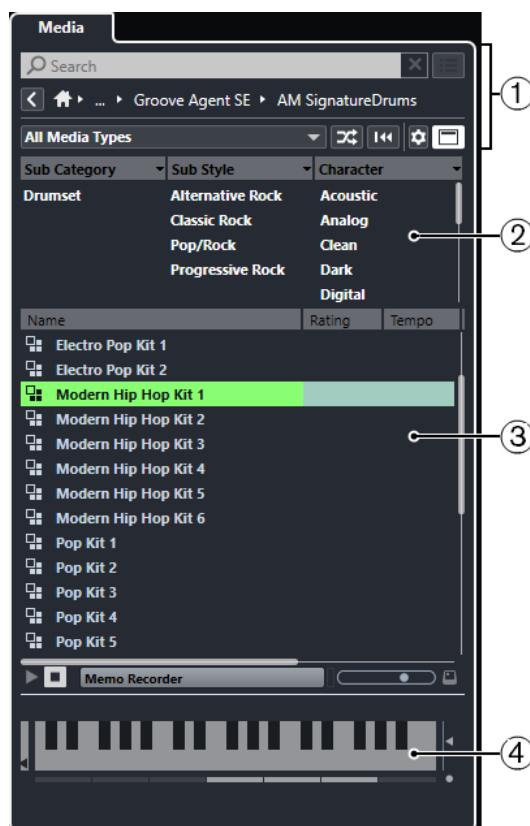 Media
Search
... Groove Agent SE AM SignatureDrums
1
All Media Types
Sub Category Sub Style Character
Drumset Alternative Rock Acoustic
Classic Rock Analog
2
Pop/Rock Clean
Progressive Rock Dark
Digital
Name Rating Tempo
Electro Pop Kit 1
Electro Pop Kit 2
Modern Hip Hop Kit 1
Modern Hip Hop Kit 2
Modern Hip Hop Kit 3
3
Modern Hip Hop Kit 4
Modern Hip Hop Kit 5
Modern Hip Hop Kit 6
Pop Kit 1
Pop Kit 2
Pop Kit 3
Pop Kit 4
Pop Kit 5
Memo Recorder
4